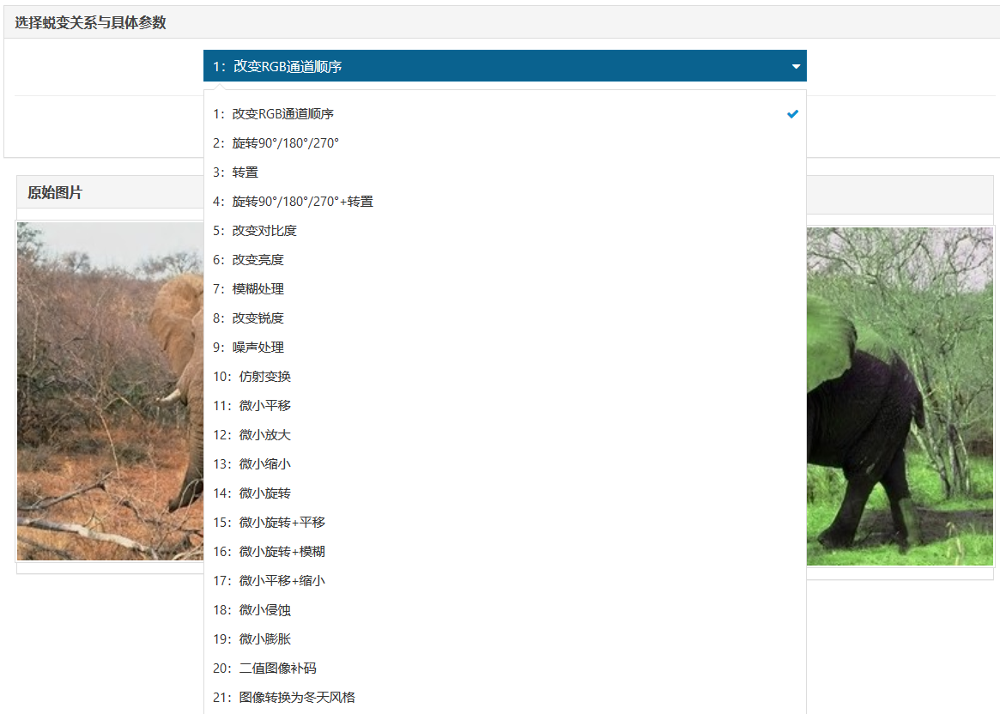 选择蜕变关系与具体参数
1：改变RGB通道顺序
1：改变RGB通道顺序
2：旋转90°/180°/270°
3：转置
4：旋转90°/180°/270°+转置
5：改变对比度
6：改变亮度
7：模糊处理
8：改变锐度
9：噪声处理
10：仿射变换
11：微小平移
12：微小放大
13：微小缩小
14：微小旋转
15：微小旋转+平移
16：微小旋转+模糊
17：微小平移+缩小
18：微小侵蚀
19：微小膨胀
20：二值图像补码
21：图像转换为冬天风格
原始图片